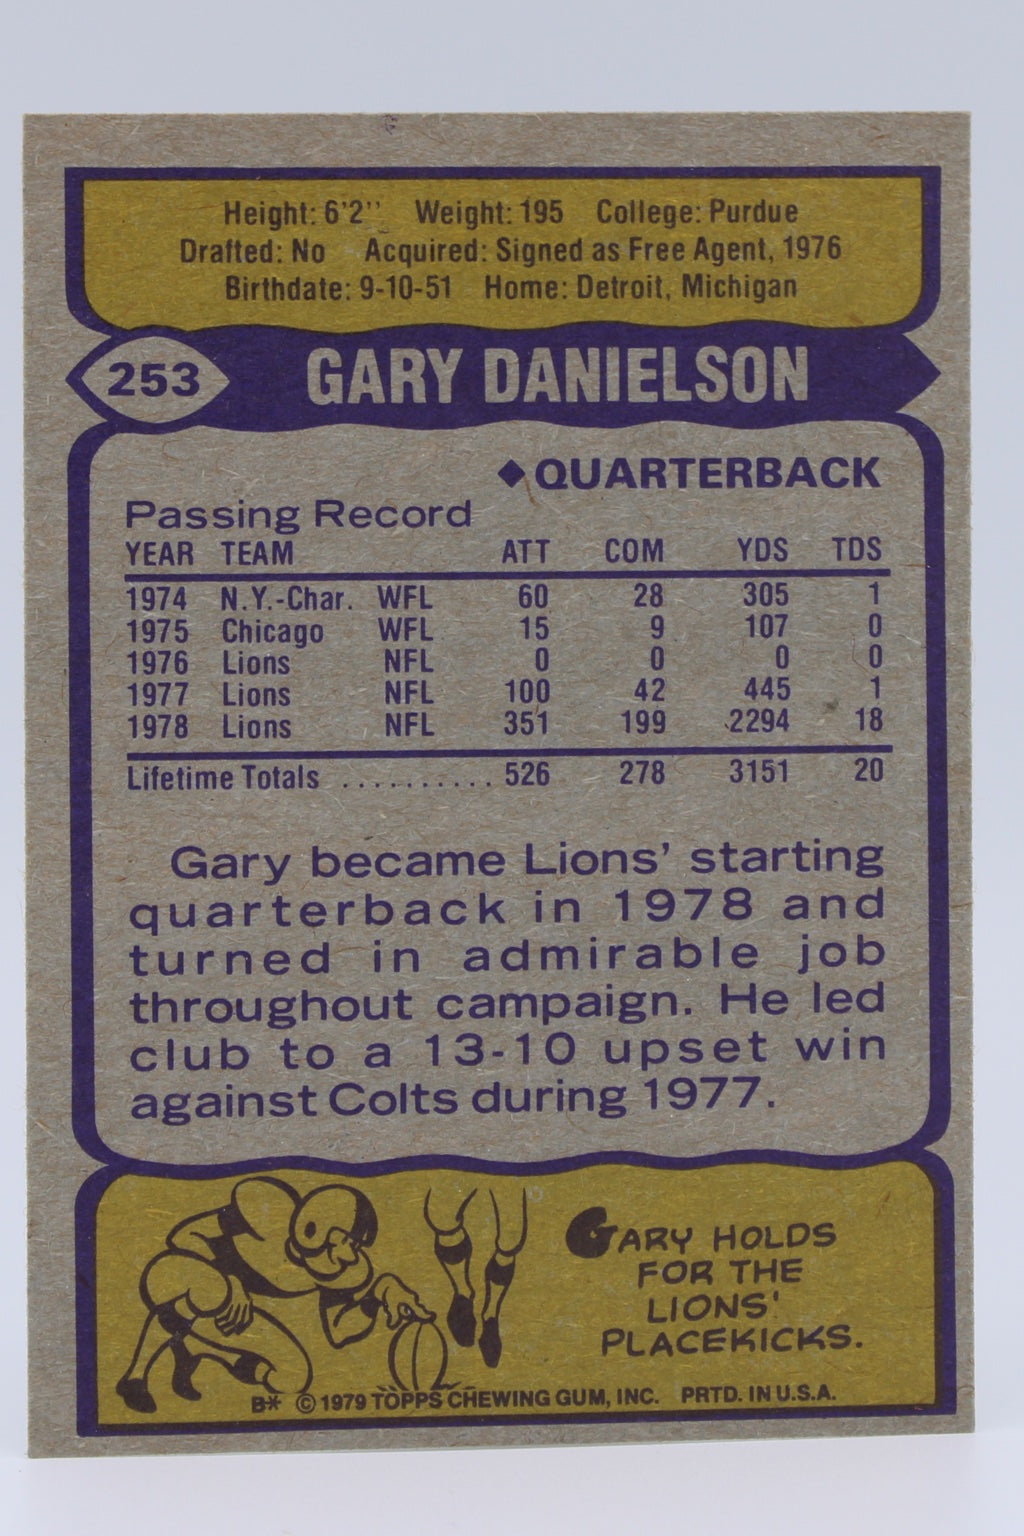 Height: 6'2'' Weight: 195 College: Purdue
Drafted: No Acquired: Signed as Free Agent, 1976
Birthdate: 9-10-51 Home: Detroit, Michigan
253 GARY DANIELSON
◆QUARTERBACK
Passing Record
YEAR TEAM ATT COM YDS TDS
1974 N.Y.-Char. WFL 60 28 305 1
1975 Chicago WFL 15 9 107 0
1976 Lions NFL 0 0 0 0
1977 Lions NFL 100 42 445 1
1978 Lions NFL 351 199 2294 18
Lifetime Totals .......... 526 278 3151 20
Gary became Lions' starting
quarterback in 1978 and
turned in admirable job
throughout campaign. He led
club to a 13-10 upset win
against Colts during 1977.
GARY HOLDS
FOR THE
LIONS'
PLACEKICKS.
B* © 1979 TOPPS CHEWING GUM, INC. PRTD. IN U.S.A.